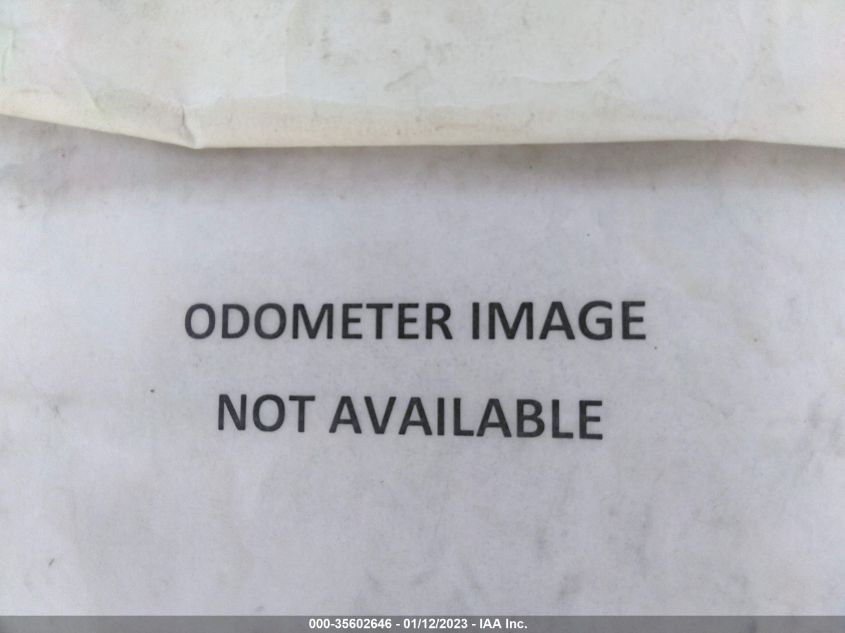 ODOMETER IMAGE
NOT AVAILABLE
000-35602646 - 01/12/2023 - IAA Inc.